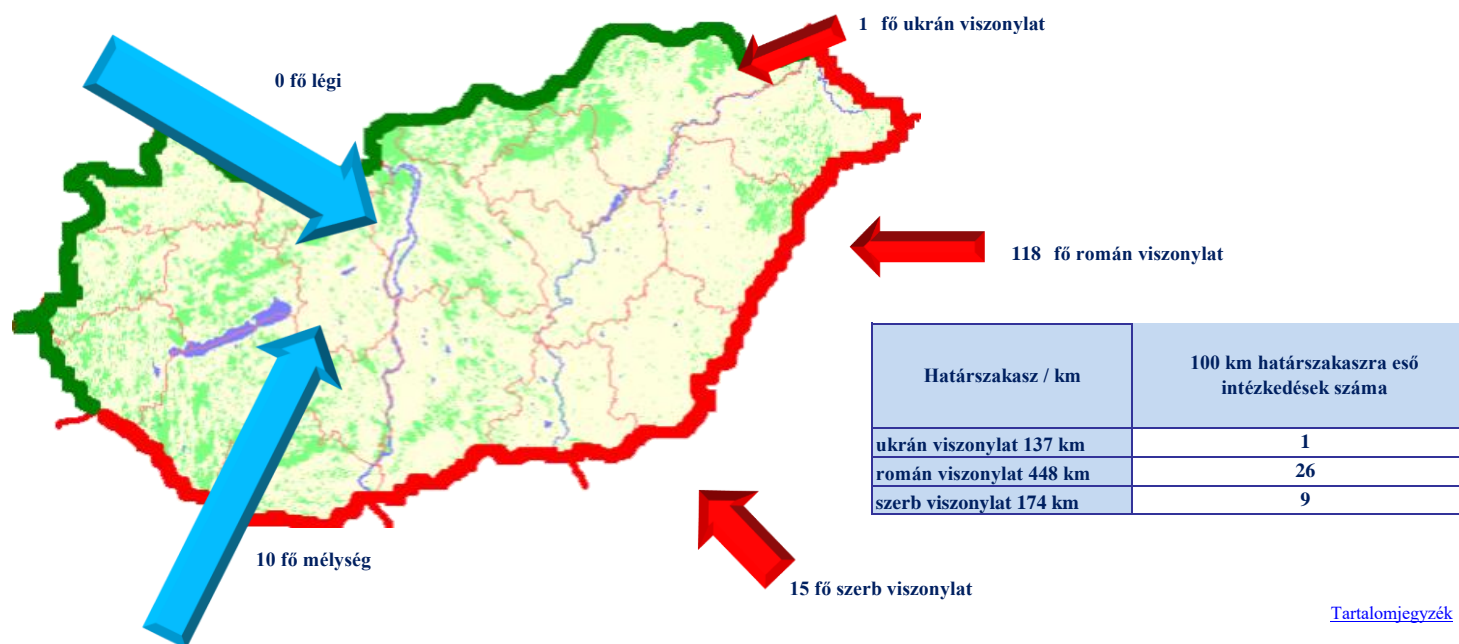 1 fő ukrán viszonylat
0 fő légi
118 fő román viszonylat
Határszakasz / km
100 km határszakaszra eső
intézkedések száma
ukrán viszonylat 137 km 1
román viszonylat 448 km 26
szerb viszonylat 174 km 9
10 fő mélység
15 fő szerb viszonylat
Tartalomjegyzék